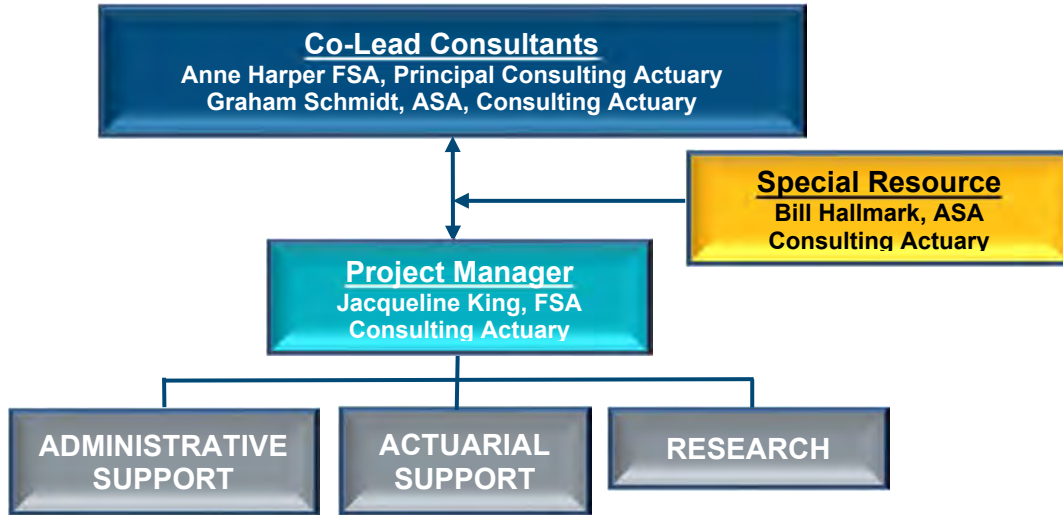 Co-Lead Consultants
Anne Harper FSA, Principal Consulting Actuary
Graham Schmidt, ASA, Consulting Actuary
Special Resource
Bill Hallmark, ASA
Consulting Actuary
Project Manager
Jacqueline King, FSA
Consulting Actuary
ADMINISTRATIVE
SUPPORT
ACTUARIAL
SUPPORT
RESEARCH